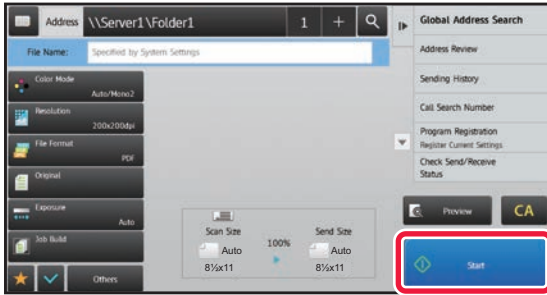 Address \\Server1\Folder1 1 +
File Name: Specified by System Settings
Color Mode
Auto/Mono2
Resolution
200x200dpi
File Format
PDF
Original
Exposure
Auto
Job Build
Others
Scan Size
Auto
8½x11
100%
Send Size
Auto
8½x11
Global Address Search
Address Review
Sending History
Call Search Number
Program Registration
Register Current Settings
Check Send/Receive
Status
Preview
CA
Start